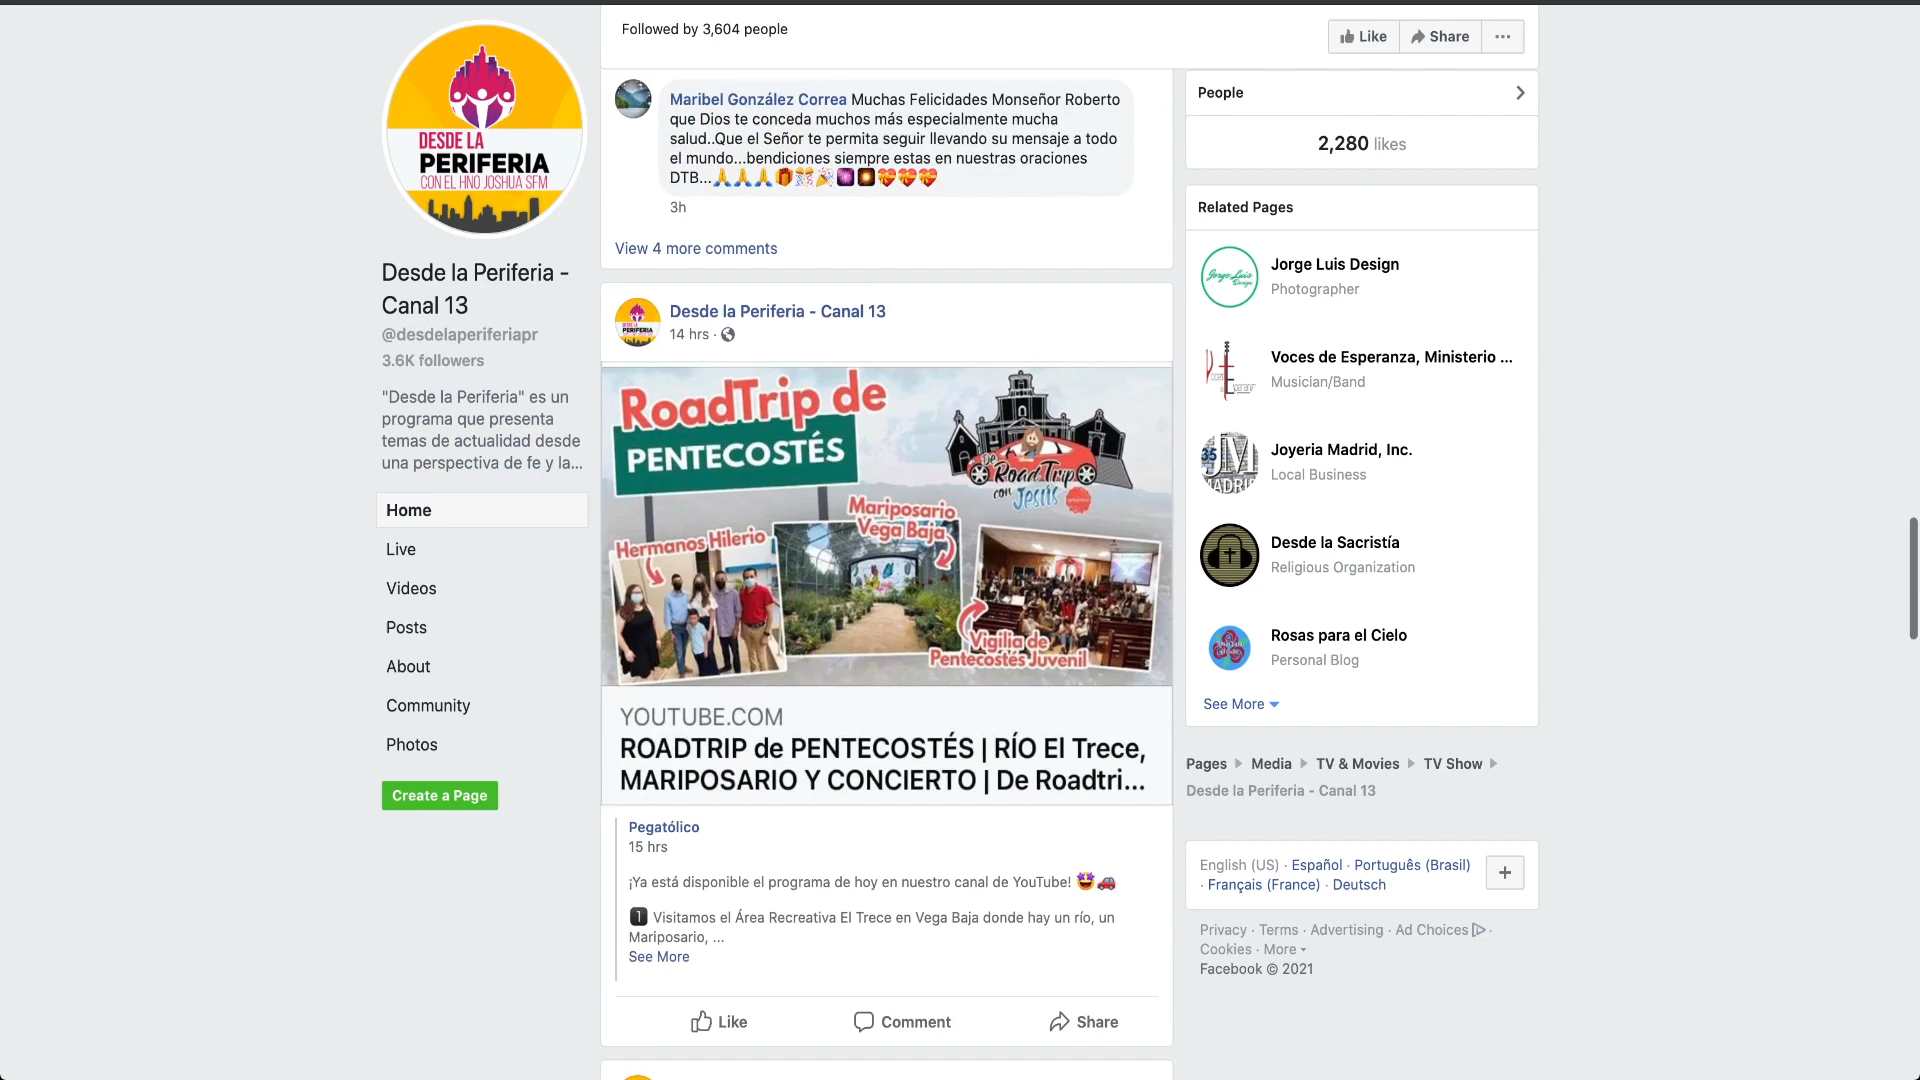 Followed by 3,604 people
Like
Share
DESDE LA
PERIFERIA
CON EL HNO JOSHUA SFM
Desde la Periferia -
Canal 13
@desdelaperiferiapr
3.6K followers
"Desde la Periferia" es un
programa que presenta
temas de actualidad desde
una perspectiva de fe y la...
Home
Live
Videos
Posts
About
Community
Photos
Create a Page
Maribel González Correa Muchas Felicidades Monseñor Roberto
que Dios te conceda muchos más especialmente mucha
salud..Que el Señor te permita seguir llevando su mensaje a todo
el mundo...bendiciones siempre estas en nuestras oraciones
DTB...🙏🙏🙏🎁🎊🎉🎆🎇💝💝💝
3h
View 4 more comments
Desde la Periferia - Canal 13
14 hrs ·
PERIFERIA
RoadTrip de
PENTECOSTÉS
De
RoadTrip
con Jesús
Mariposario
Vega Baja
Hermanos Hilerio
Vigilia de
Pentecostés Juvenil
YOUTUBE.COM
ROADTRIP de PENTECOSTÉS | RÍO El Trece,
MARIPOSARIO Y CONCIERTO | De Roadtri...
Pegatólico
15 hrs
¡Ya está disponible el programa de hoy en nuestro canal de YouTube! 🤩🚗
1 Visitamos el Área Recreativa El Trece en Vega Baja donde hay un río, un
Mariposario, ...
See More
Like
Comment
Share
People
2,280 likes
Related Pages
Jorge Luis Design
Jorge Luis
Design
Photographer
Voces de Esperanza, Ministerio ...
Musician/Band
35
JM
MADRID
Joyeria Madrid, Inc.
Local Business
Desde la Sacristía
Religious Organization
Rosas para el Cielo
Personal Blog
See More
Pages
Media
TV & Movies
TV Show
Desde la Periferia - Canal 13
English (US) · Español · Português (Brasil)
· Français (France) · Deutsch
+
Privacy · Terms · Advertising · Ad Choices ·
Cookies · More
Facebook © 2021